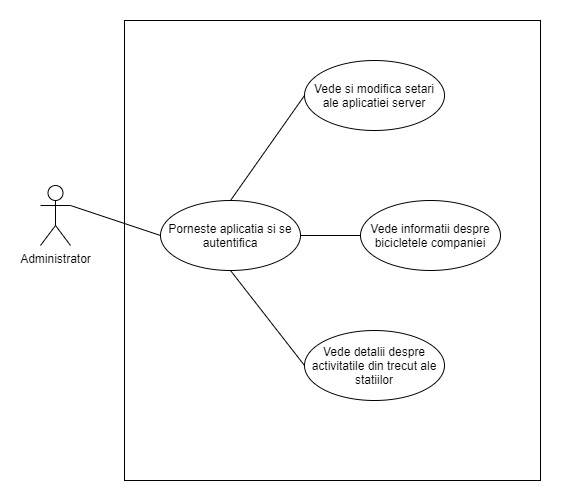 Vede si modifica setari
ale aplicatiei server
Administrator
Porneste aplicatia si se
autentifica
Vede informatii despre
bicicletele companiei
Vede detalii despre
activitatile din trecut ale
statiilor